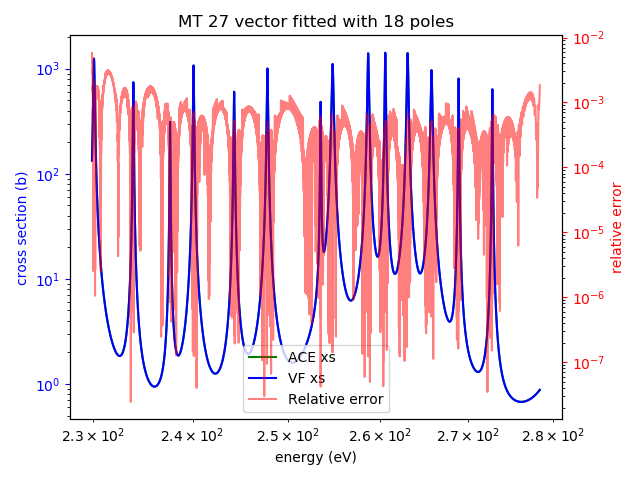 MT 27 vector fitted with 18 poles
cross section (b)
10³
10²
10¹
10⁰
10⁻²
10⁻³
10⁻⁴
10⁻⁵
10⁻⁶
10⁻⁷
relative error
ACE xs
VF xs
Relative error
2.3 × 10² 2.4 × 10² 2.5 × 10² 2.6 × 10² 2.7 × 10² 2.8 × 10²
energy (eV)